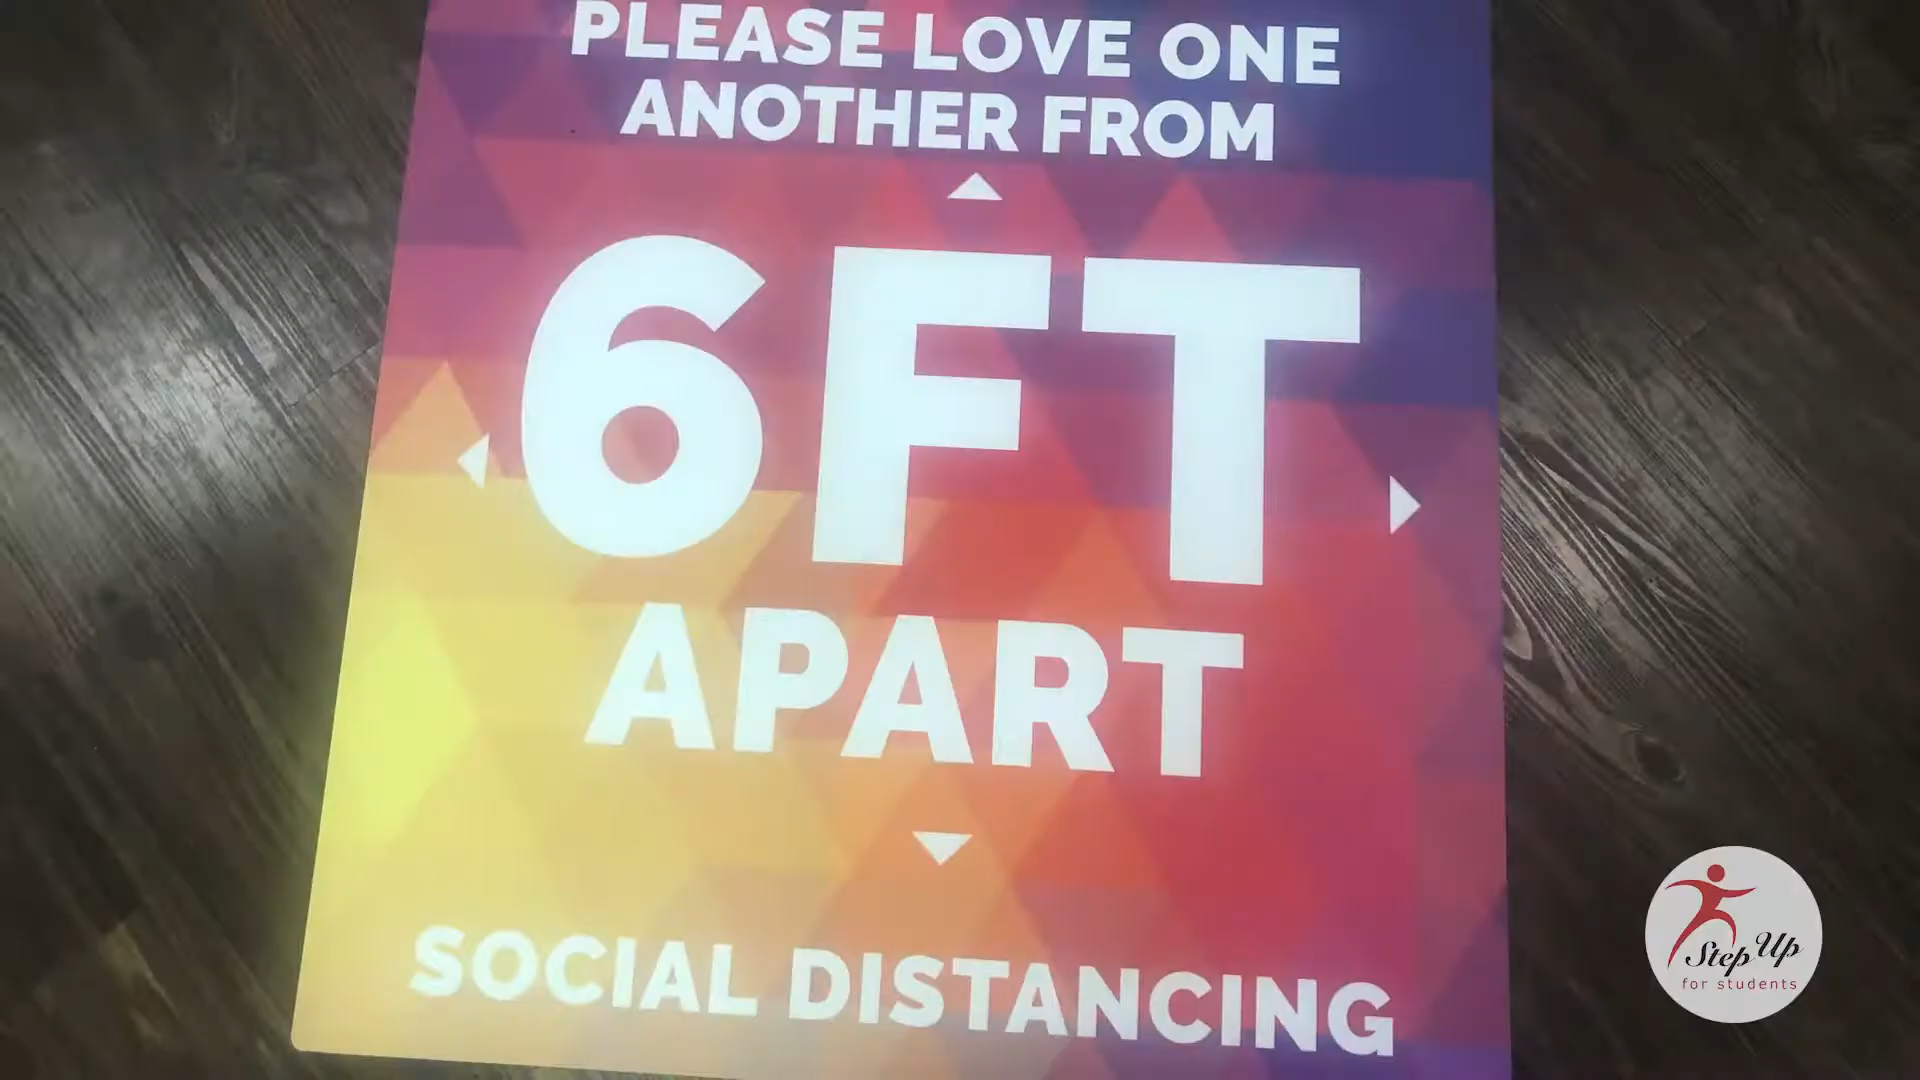 PLEASE LOVE ONE
ANOTHER FROM
6FT
APART
SOCIAL DISTANCING
Step Up
for students